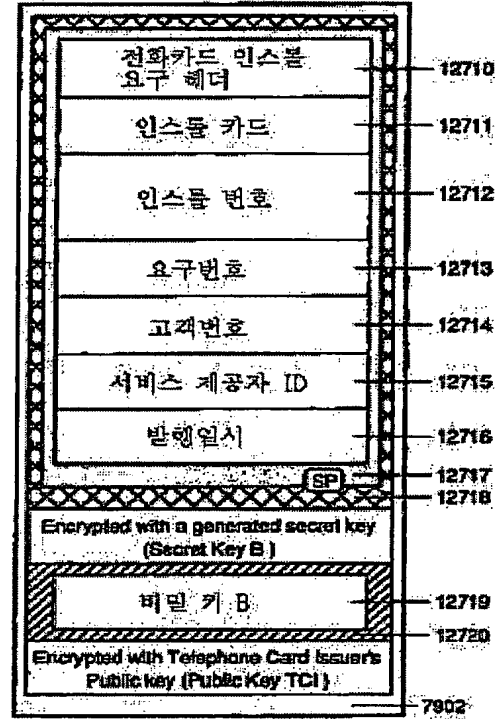 전화카드 인스톨
요구 헤더
12710
인스톨 카드
12711
인스톨 번호
12712
요구번호
12713
고객번호
12714
서비스 제공자 ID
12715
발행일시
12716
SP
12717
12718
Encrypted with a generated secret key
(Secret Key B)
비밀 키 B
12719
12720
Encrypted with Telephone Card Issuer's
Public key (Public Key TCI)
7902